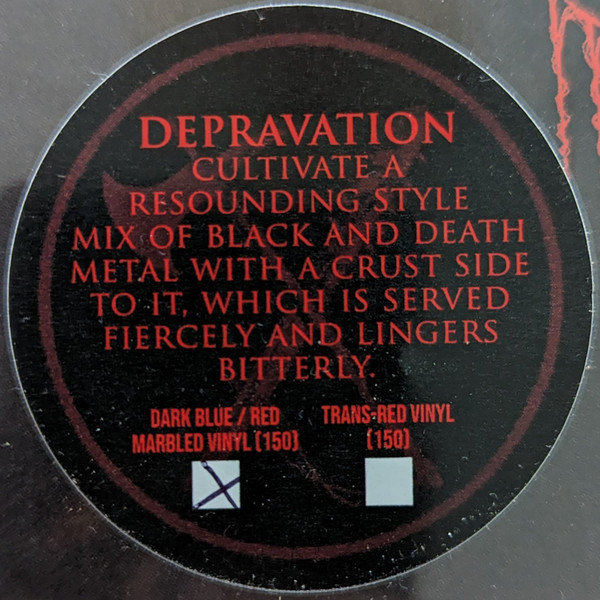 DEPRAVATION
CULTIVATE A
RESOUNDING STYLE
MIX OF BLACK AND DEATH
METAL WITH A CRUST SIDE
TO IT, WHICH IS SERVED
FIERCELY AND LINGERS
BITTERLY.
DARK BLUE / RED
MARBLED VINYL (150)
TRANS-RED VINYL
(150)